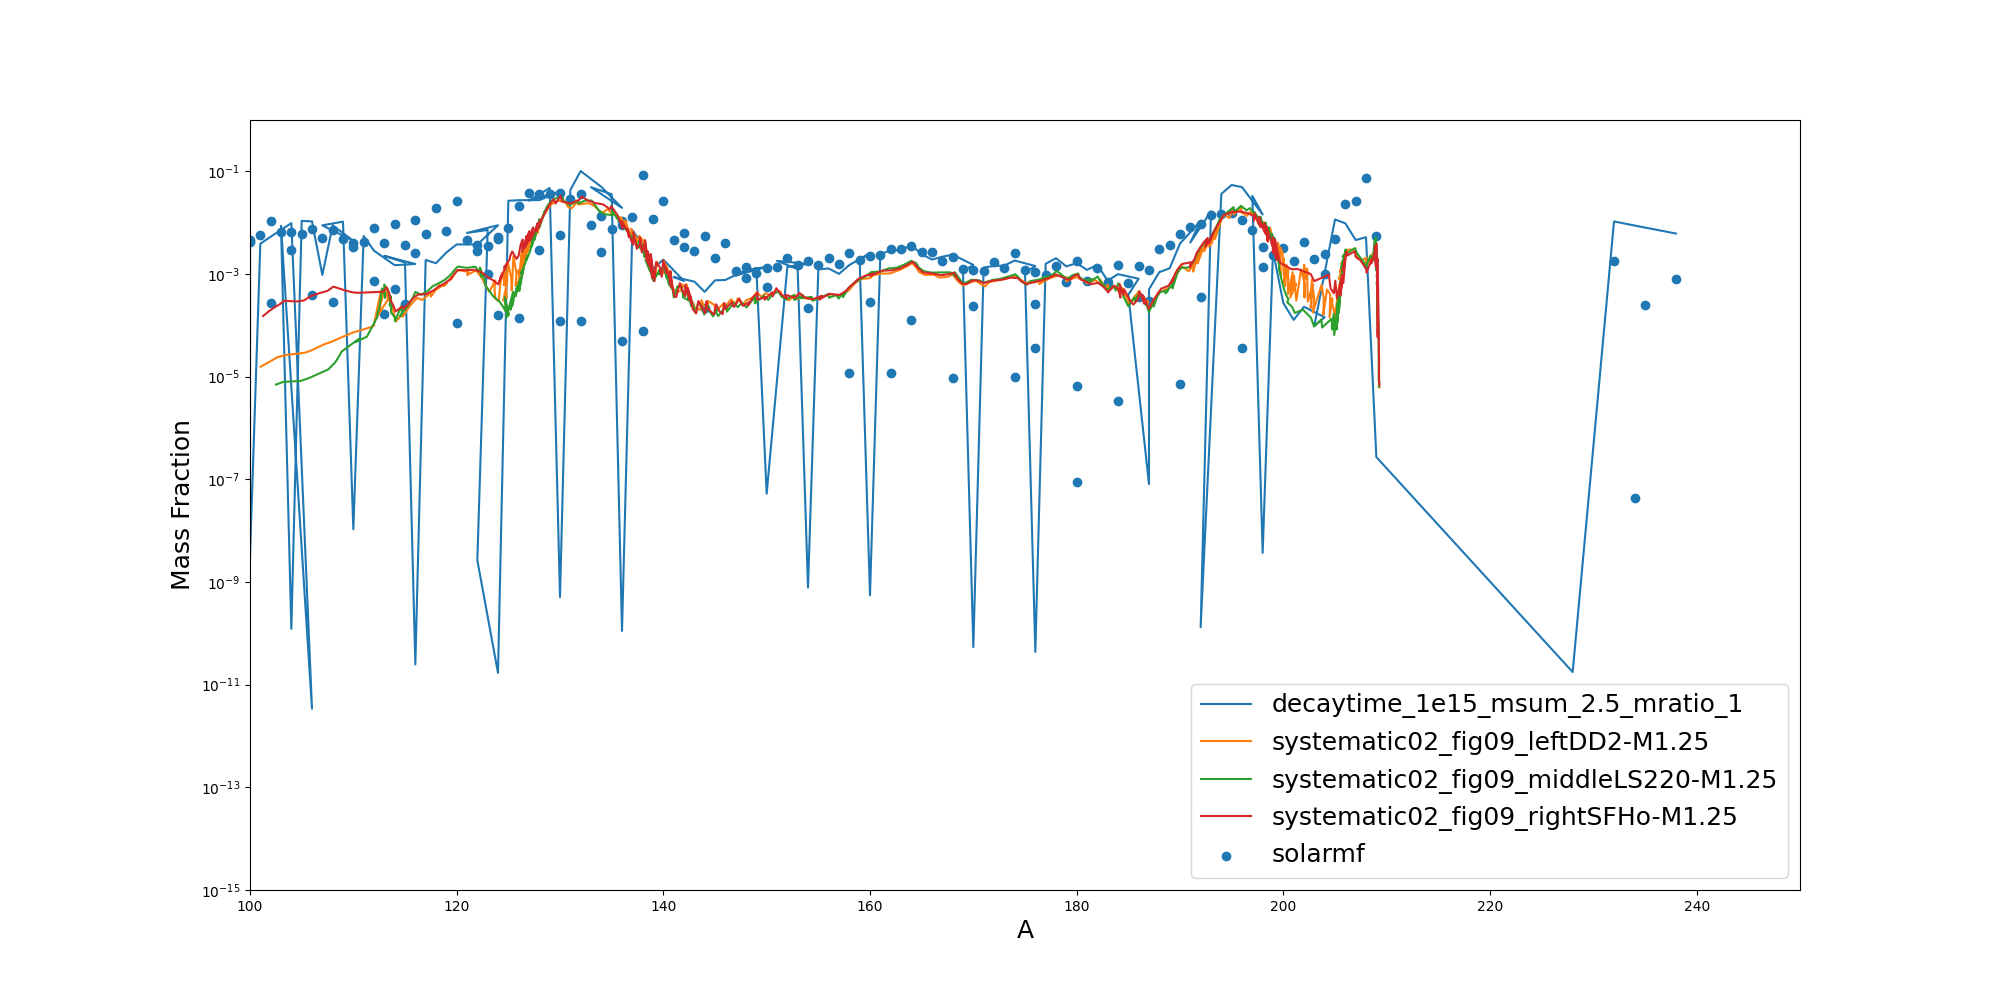 10⁻¹
10⁻³
10⁻⁵
10⁻⁷
10⁻⁹
10⁻¹¹
10⁻¹³
10⁻¹⁵
Mass Fraction
100 120 140 160 180 200 220 240
A
decaytime_1e15_msum_2.5_mratio_1
systematic02_fig09_leftDD2-M1.25
systematic02_fig09_middleLS220-M1.25
systematic02_fig09_rightSFHo-M1.25
solarmf